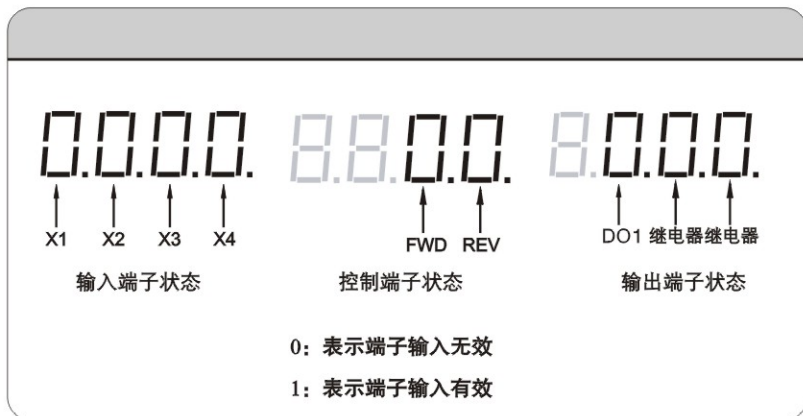 0.0.0.0. 8.8.0.0. 8.0.0.0.
X1 X2 X3 X4 FWD REV DO1 继电器继电器
输入端子状态 控制端子状态 输出端子状态
0：表示端子输入无效
1：表示端子输入有效